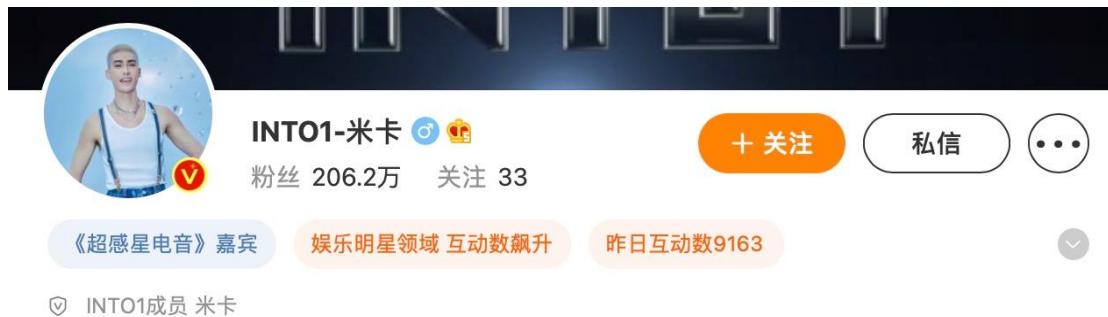 INTO1
INTO1-米卡
粉丝 206.2万 关注 33
+ 关注
私信
《超感星电音》嘉宾
娱乐明星领域 互动数飙升
昨日互动数9163
INTO1成员 米卡